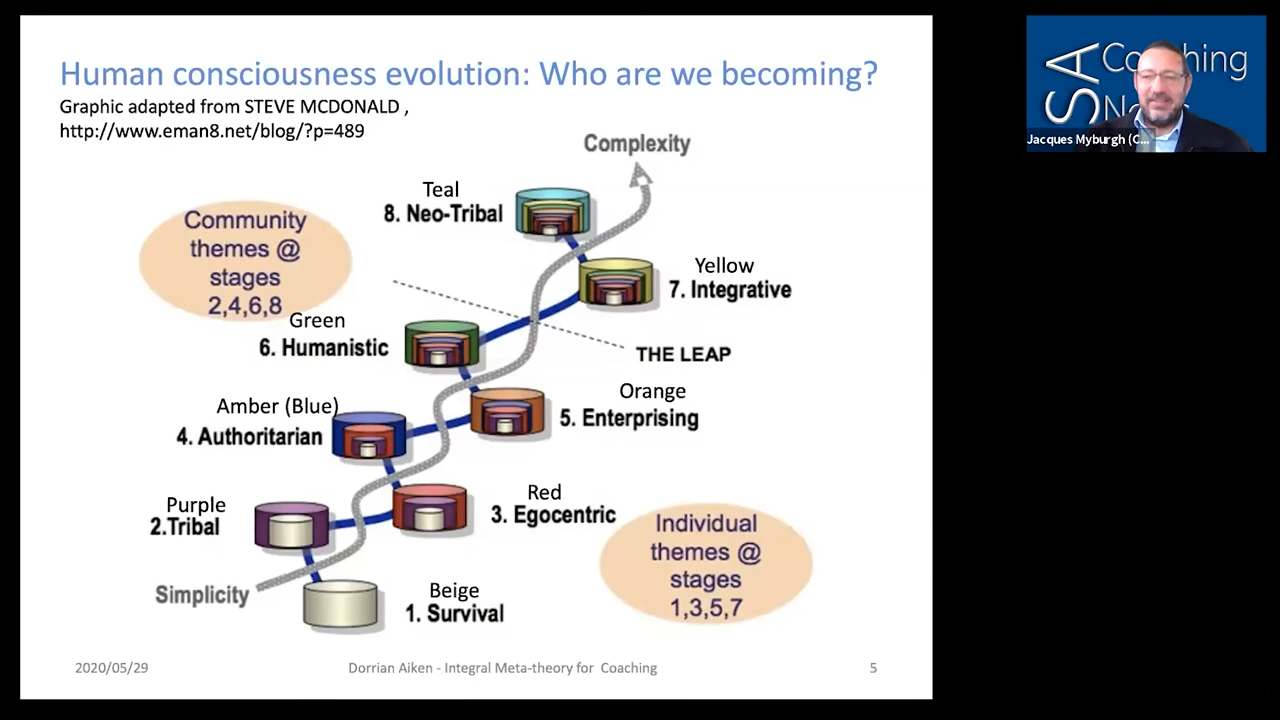 Human consciousness evolution: Who are we becoming?
Graphic adapted from STEVE MCDONALD ,
http://www.eman8.net/blog/?p=489
Complexity
Teal
8. Neo-Tribal
Community
themes @
stages
2,4,6,8
Yellow
7. Integrative
Green
6. Humanistic
THE LEAP
Orange
5. Enterprising
Amber (Blue)
4. Authoritarian
Red
3. Egocentric
Purple
2.Tribal
Individual
themes @
stages
1,3,5,7
Simplicity
Beige
1. Survival
2020/05/29
Dorrian Aiken - Integral Meta-theory for Coaching
5
SA
Jacques Myburgh (C...